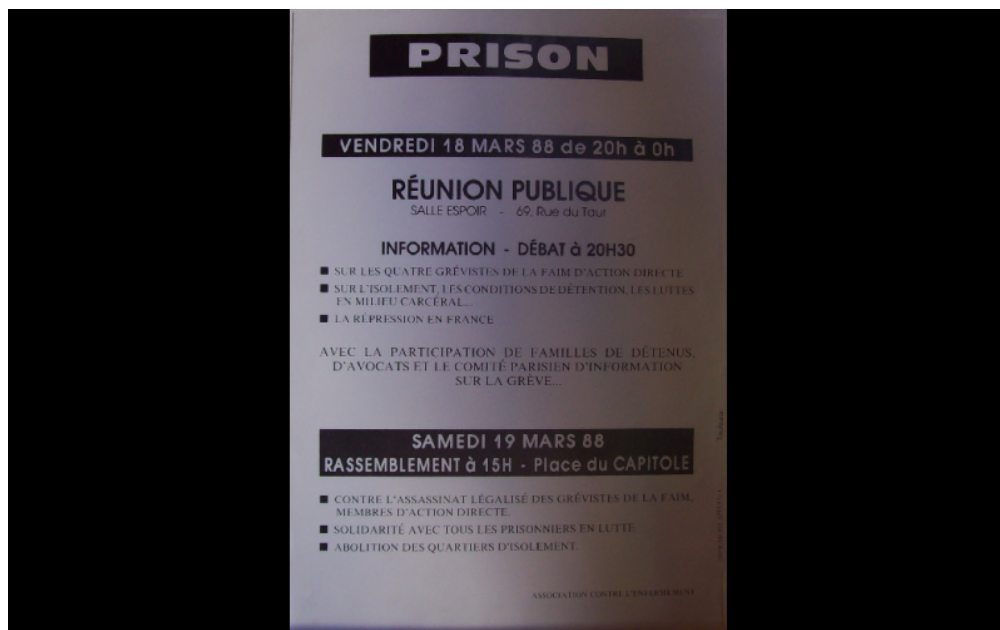 PRISON
VENDREDI 18 MARS 88 de 20h à 0h
RÉUNION PUBLIQUE
SALLE ESPOIR - 69, Rue du Taur
INFORMATION - DÉBAT à 20H30
■ SUR LES QUATRE GRÉVISTES DE LA FAIM D'ACTION DIRECTE
■ SUR L'ISOLEMENT, LES CONDITIONS DE DÉTENTION, LES LUTTES
EN MILIEU CARCÉRAL...
■ LA RÉPRESSION EN FRANCE
AVEC LA PARTICIPATION DE FAMILLES DE DÉTENUS,
D'AVOCATS ET LE COMITÉ PARISIEN D'INFORMATION
SUR LA GRÈVE...
SAMEDI 19 MARS 88
RASSEMBLEMENT à 15H - Place du CAPITOLE
■ CONTRE L'ASSASSINAT LÉGALISÉ DES GRÉVISTES DE LA FAIM,
MEMBRES D'ACTION DIRECTE.
■ SOLIDARITÉ AVEC TOUS LES PRISONNIERS EN LUTTE
■ ABOLITION DES QUARTIERS D'ISOLEMENT.
ASSOCIATION CONTRE L'ENFERMEMENT